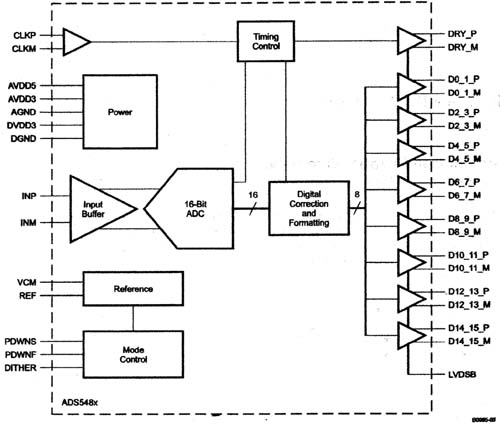 CLKP
CLKM
Timing
Control
DRY_P
DRY_M
AVDD5
AVDD3
AGND
DVDD3
DGND
Power
D0_1_P
D0_1_M
D2_3_P
D2_3_M
D4_5_P
D4_5_M
INP
INM
Input
Buffer
16-Bit
ADC
16
Digital
Correction
and
Formatting
8
D6_7_P
D6_7_M
D8_9_P
D8_9_M
D10_11_P
D10_11_M
VCM
REF
Reference
D12_13_P
D12_13_M
PDWNS
PDWNF
DITHER
Mode
Control
D14_15_P
D14_15_M
LVDSB
ADS548x